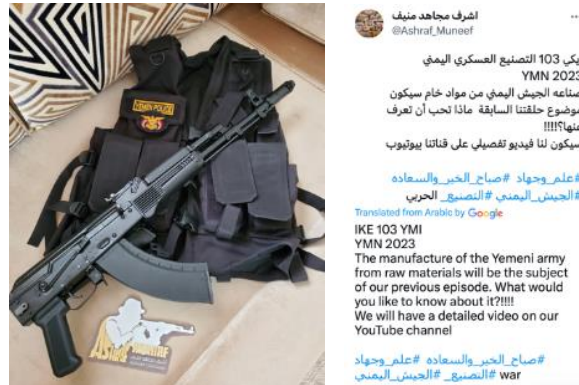 YEMEN POLICE
ASHRAF MUNEEF
اشرف مجاهد منيف
@Ashraf_Muneef
يكي 103 التصنيع العسكري اليمني
YMN 2023
صناعه الجيش اليمني من مواد خام سيكون
موضوع حلقتنا السابقة ماذا تحب أن تعرف
عنها؟!!!!
سيكون لنا فيديو تفصيلي على قناتنا بيوتيوب
#علم_وجهاد #صباح_الخير_والسعاده
#الجيش_اليمني #التصنيع_ الحربي
Translated from Arabic by Google
IKE 103 YMI
YMN 2023
The manufacture of the Yemeni army
from raw materials will be the subject
of our previous episode. What would
you like to know about it?!!!!
We will have a detailed video on our
YouTube channel
#صباح_الخير_والسعاده #علم_وجهاد
#التصنيع_ #الجيش_اليمني war